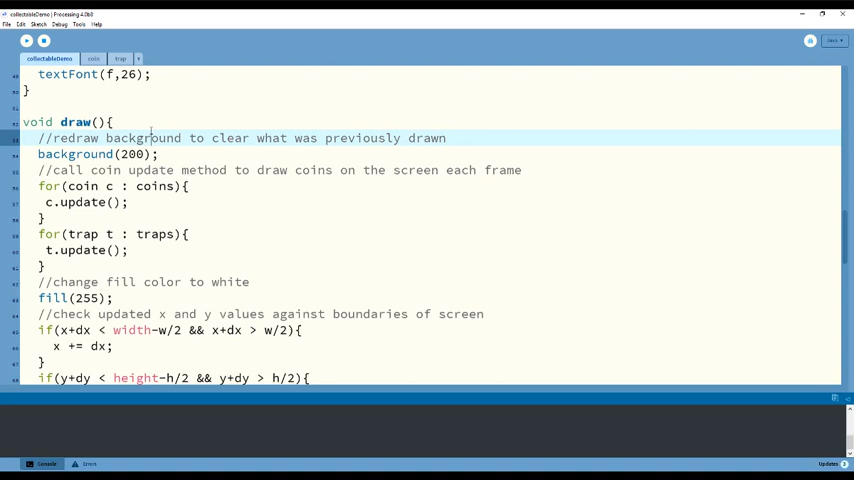 collectableDemo | Processing 4.0b8
File Edit Sketch Debug Tools Help
Java
collectableDemo coin trap
textFont(f,26);
}
void draw(){
//redraw background to clear what was previously drawn
background(200);
//call coin update method to draw coins on the screen each frame
for(coin c : coins){
c.update();
}
for(trap t : traps){
t.update();
}
//change fill color to white
fill(255);
//check updated x and y values against boundaries of screen
if(x+dx < width-w/2 && x+dx > w/2){
x += dx;
}
if(y+dy < height-h/2 && y+dy > h/2){
Console Errors Updates 3